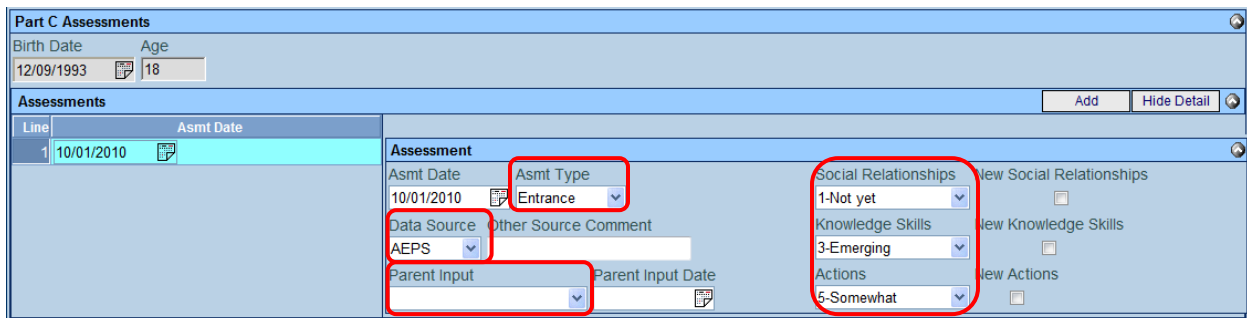 Part C Assessments
Birth Date Age
12/09/1993 18
Assessments Add Hide Detail
Line Asmt Date
1 10/01/2010
Assessment
Asmt Date Asmt Type Social Relationships New Social Relationships
10/01/2010 Entrance 1-Not yet
Data Source Other Source Comment Knowledge Skills New Knowledge Skills
AEPS 3-Emerging
Parent Input Parent Input Date Actions New Actions
5-Somewhat